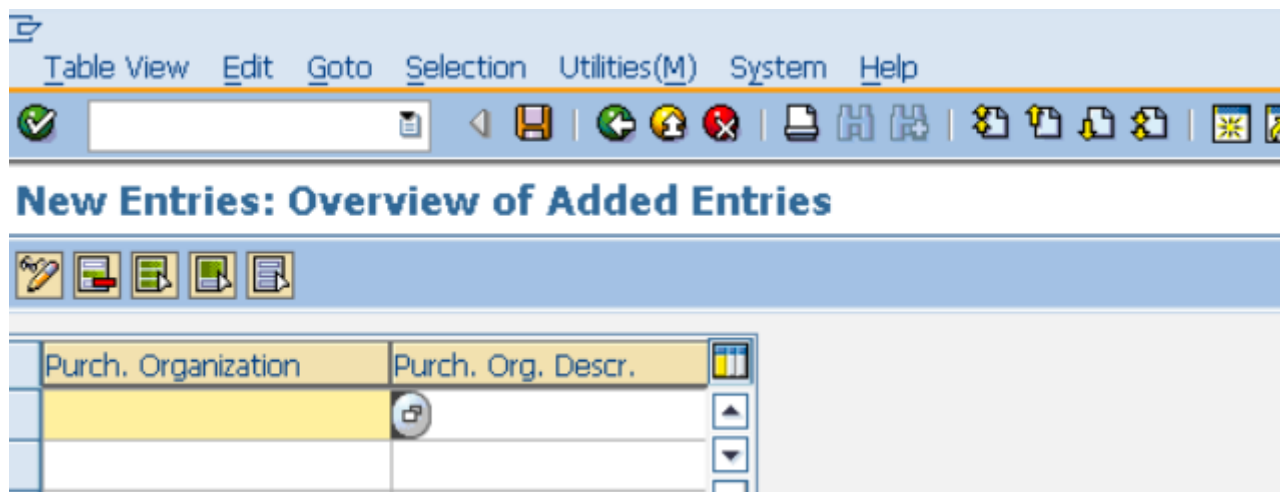 Table View Edit Goto Selection Utilities(M) System Help
New Entries: Overview of Added Entries
Purch. Organization Purch. Org. Descr.